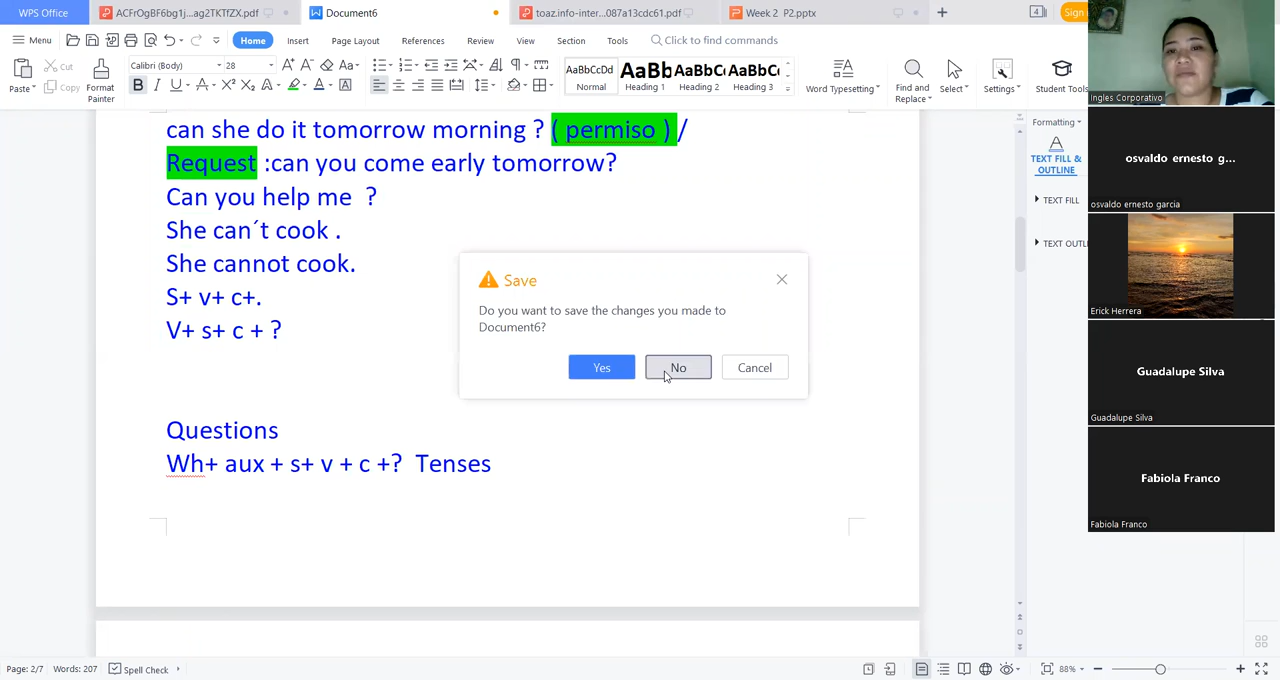 WPS Office
ACFrOgBF6bg1j...ag2TKTfZX.pdf
Document6
toaz.info-inter...087a13cdc61.pdf
Week 2 P2.pptx
4
Sign
Menu
Home
Insert
Page Layout
References
Review
View
Section
Tools
Click to find commands
Paste
Cut
Copy
Format Painter
Calibri (Body)
28
AaBbCcDd
Normal
AaBb
Heading 1
AaBbC
Heading 2
AaBbC
Heading 3
Word Typesetting
Find and Replace
Select
Settings
Student Tools
can she do it tomorrow morning ? ( permiso ) /
Request :can you come early tomorrow?
Can you help me ?
She can´t cook .
She cannot cook.
S+ v+ c+.
V+ s+ c + ?
Questions
Wh+ aux + s+ v + c +? Tenses
Save
Do you want to save the changes you made to
Document6?
Yes
No
Cancel
Formatting
TEXT FILL &
OUTLINE
TEXT FILL
TEXT OUTL
Ingles Corporativo
osvaldo ernesto g...
osvaldo ernesto garcia
Erick Herrera
Guadalupe Silva
Guadalupe Silva
Fabiola Franco
Fabiola Franco
Page: 2/7
Words: 207
Spell Check
88%